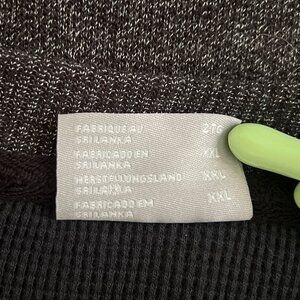 FABRIQUE AU 2TG
SRI LANKA
FABRICADO EN XXL
SRI LANKA
HERSTELLUNGSLAND XXL
SRI LANKA
FABRICADO EM XXL
SRI LANKA